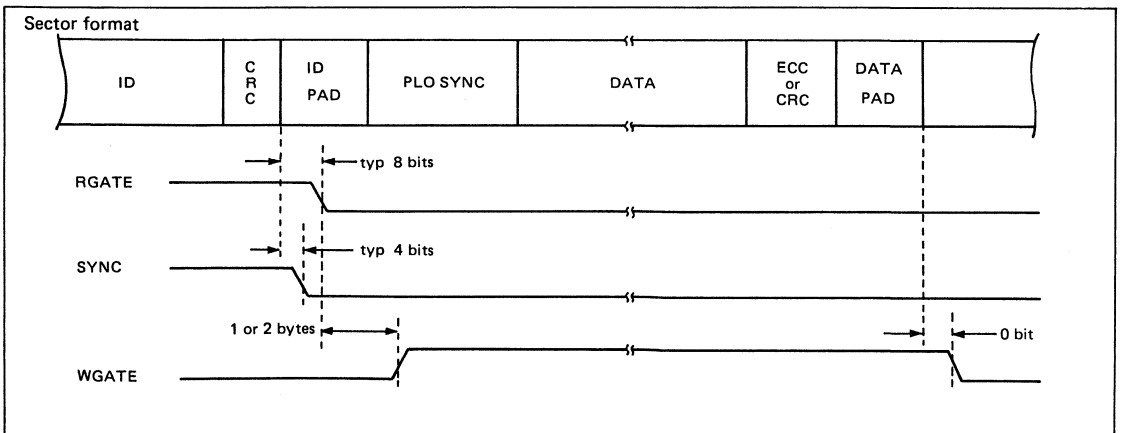 Sector format
ID
C
R
C
ID
PAD
PLO SYNC
DATA
ECC
or
CRC
DATA
PAD
typ 8 bits
RGATE
typ 4 bits
SYNC
1 or 2 bytes
0 bit
WGATE